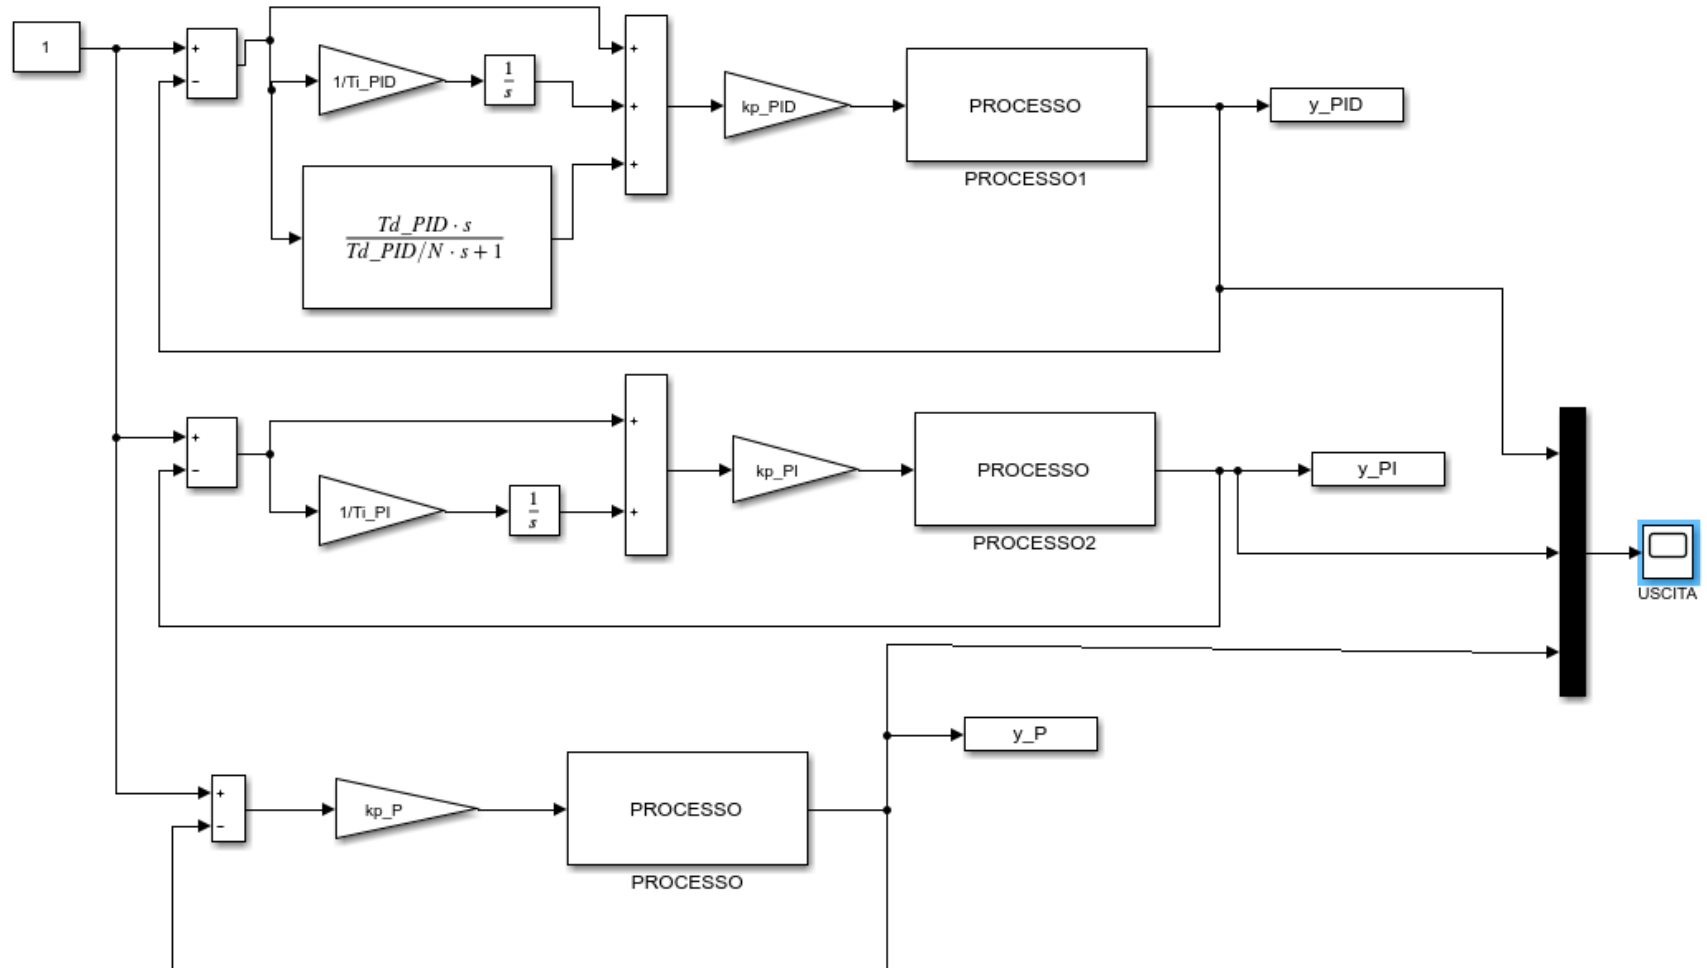 1
+
−
1/Ti_PID
1
s
+
+
+
kp_PID
PROCESSO
PROCESSO1
y_PID
Td_PID · s
Td_PID/N · s + 1
+
−
1/Ti_PI
1
s
+
+
kp_PI
PROCESSO
PROCESSO2
y_PI
USCITA
y_P
+
−
kp_P
PROCESSO
PROCESSO